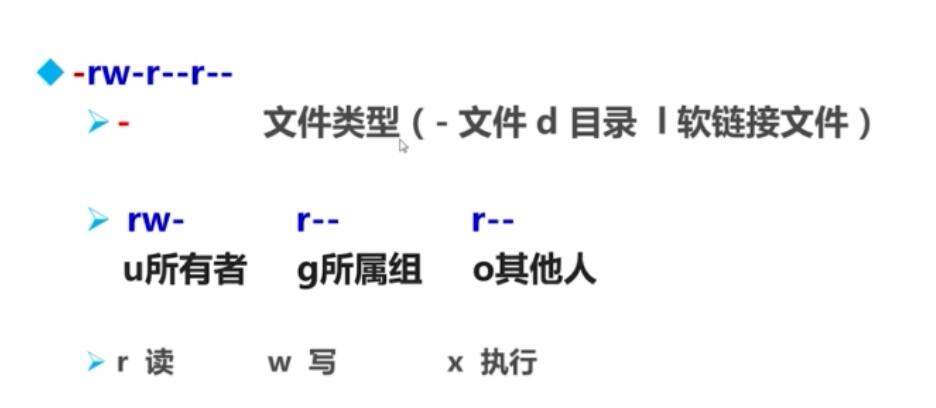 -rw-r--r--
- 文件类型（- 文件 d 目录 l 软链接文件）
rw- r-- r--
u所有者 g所属组 o其他人
r 读 w 写 x 执行